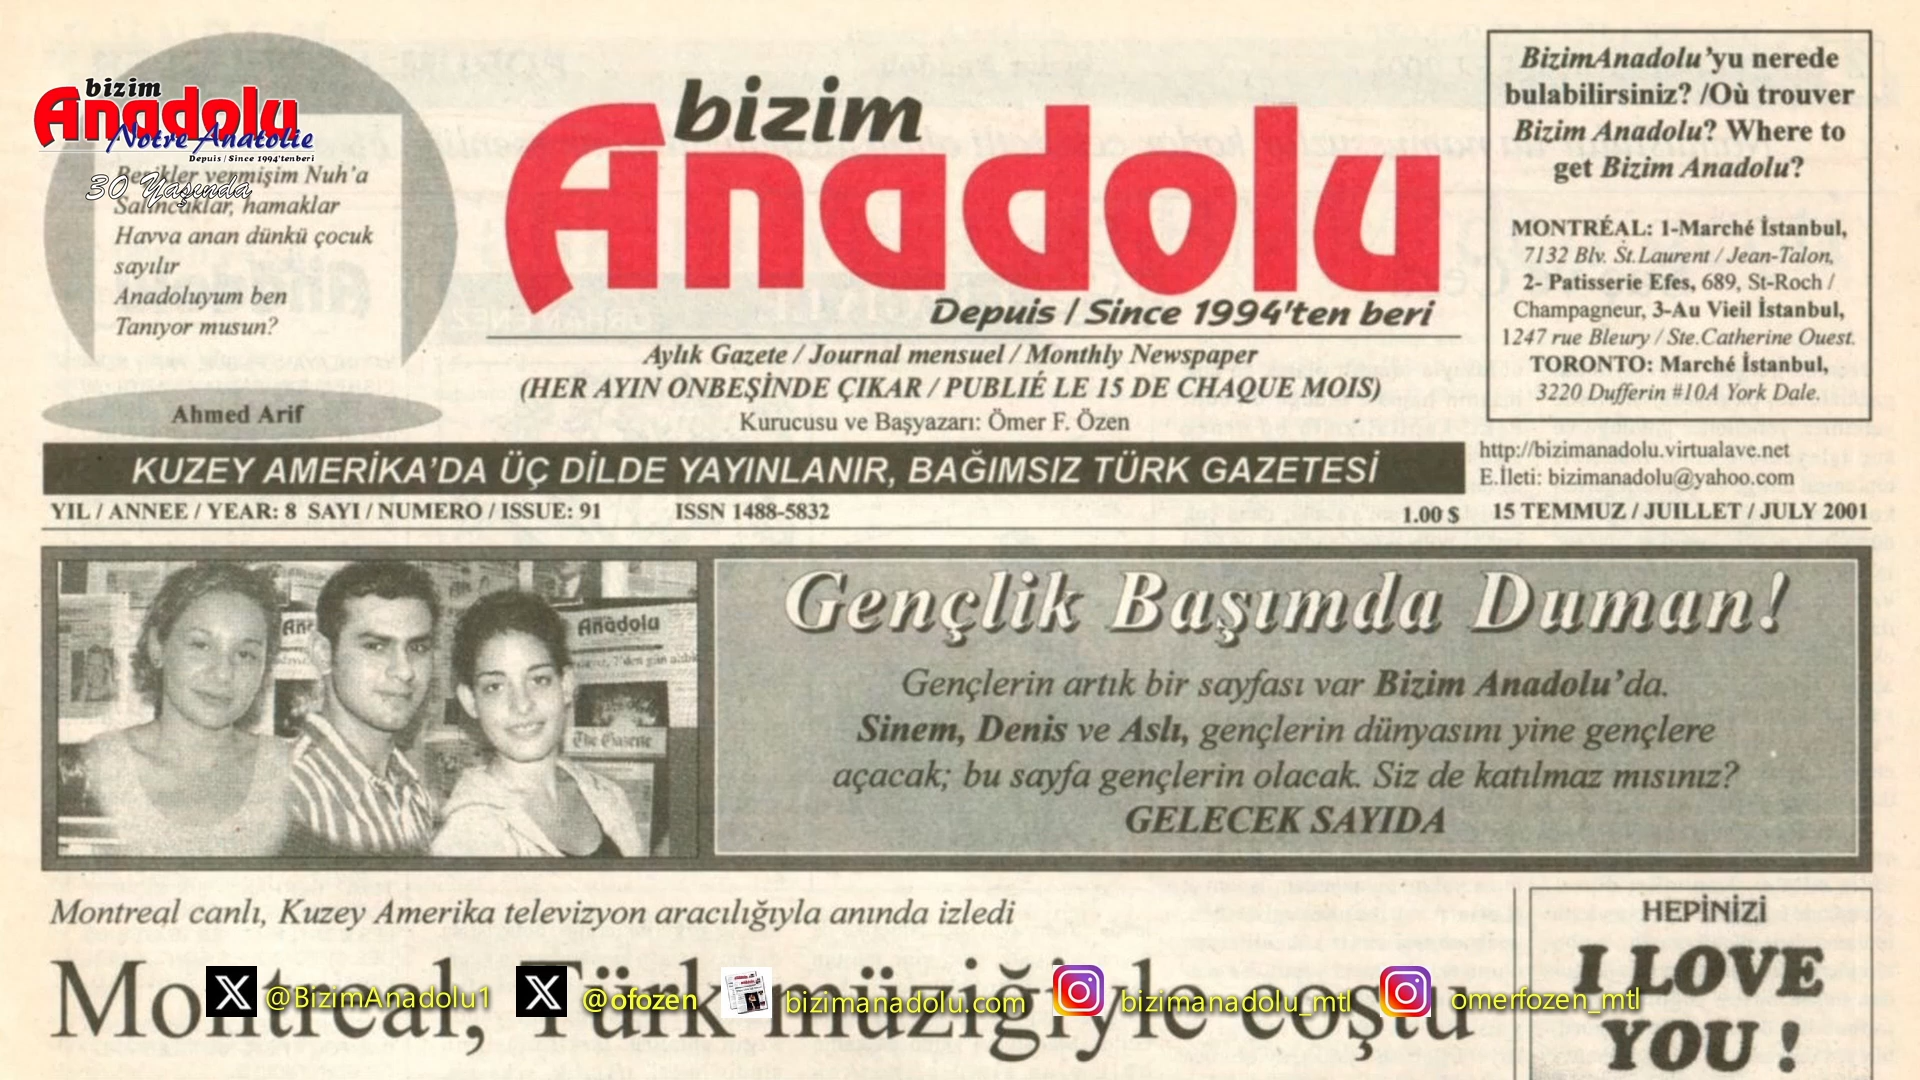 bizim
Anadolu
Notre Anatolie
Depuis / Since 1994'tenberi
30 Yaşında
Benekler vermişim Nuh'a
Salıncaklar, hamaklar
Havva anan dünkü çocuk
sayılır
Anadoluyum ben
Tanıyor musun?
Ahmed Arif
bizim
Anadolu
Depuis / Since 1994'ten beri
Aylık Gazete / Journal mensuel / Monthly Newspaper
(HER AYIN ONBEŞİNDE ÇIKAR / PUBLIÉ LE 15 DE CHAQUE MOIS)
Kurucusu ve Başyazarı: Ömer F. Özen
BizimAnadolu'yu nerede
bulabilirsiniz? /Où trouver
Bizim Anadolu? Where to
get Bizim Anadolu?
MONTRÉAL: 1-Marché İstanbul,
7132 Blv. St.Laurent / Jean-Talon,
2- Patisserie Efes, 689, St-Roch /
Champagneur, 3-Au Vieil İstanbul,
1247 rue Bleury / Ste.Catherine Ouest.
TORONTO: Marché İstanbul,
3220 Dufferin #10A York Dale.
KUZEY AMERİKA'DA ÜÇ DİLDE YAYINLANIR, BAĞIMSIZ TÜRK GAZETESİ
http://bizimanadolu.virtualave.net
E.İleti: bizimanadolu@yahoo.com
YIL / ANNEE / YEAR: 8 SAYI / NUMERO / ISSUE: 91 ISSN 1488-5832 1.00 $ 15 TEMMUZ / JUILLET / JULY 2001
Anadolu
The Gazette
Gençlik Başımda Duman!
Gençlerin artık bir sayfası var Bizim Anadolu'da.
Sinem, Denis ve Aslı, gençlerin dünyasını yine gençlere
açacak; bu sayfa gençlerin olacak. Siz de katılmaz mısınız?
GELECEK SAYIDA
Montreal canlı, Kuzey Amerika televizyon aracılığıyla anında izledi
Montreal, Türk müziğiyle coştu
HEPİNİZİ
I LOVE
YOU !
@BizimAnadolu1 @ofozen bizimanadolu.com bizimanadolu_mtl omerfozen_mtl